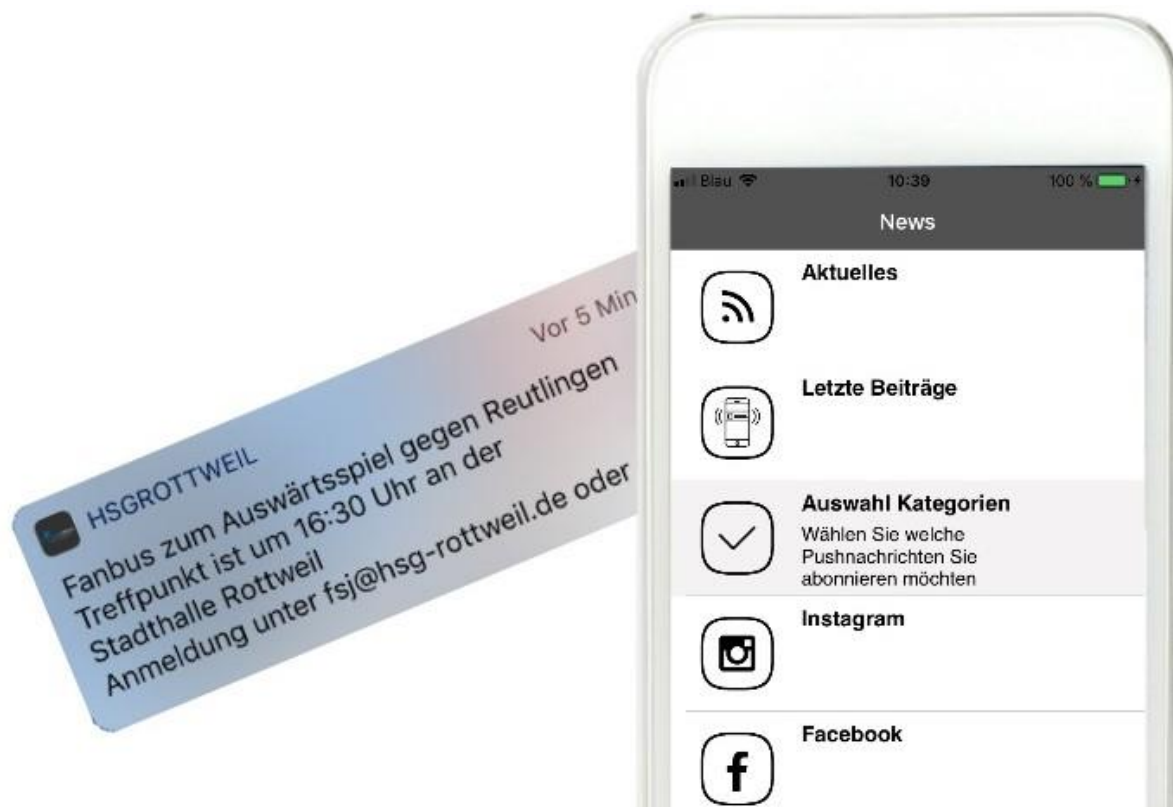 HSGROTTWEIL
Vor 5 Min
Fanbus zum Auswärtsspiel gegen Reutlingen
Treffpunkt ist um 16:30 Uhr an der
Stadthalle Rottweil
Anmeldung unter fsj@hsg-rottweil.de oder
Blau 10:39 100 %
News
Aktuelles
Letzte Beiträge
Auswahl Kategorien
Wählen Sie welche
Pushnachrichten Sie
abonnieren möchten
Instagram
Facebook